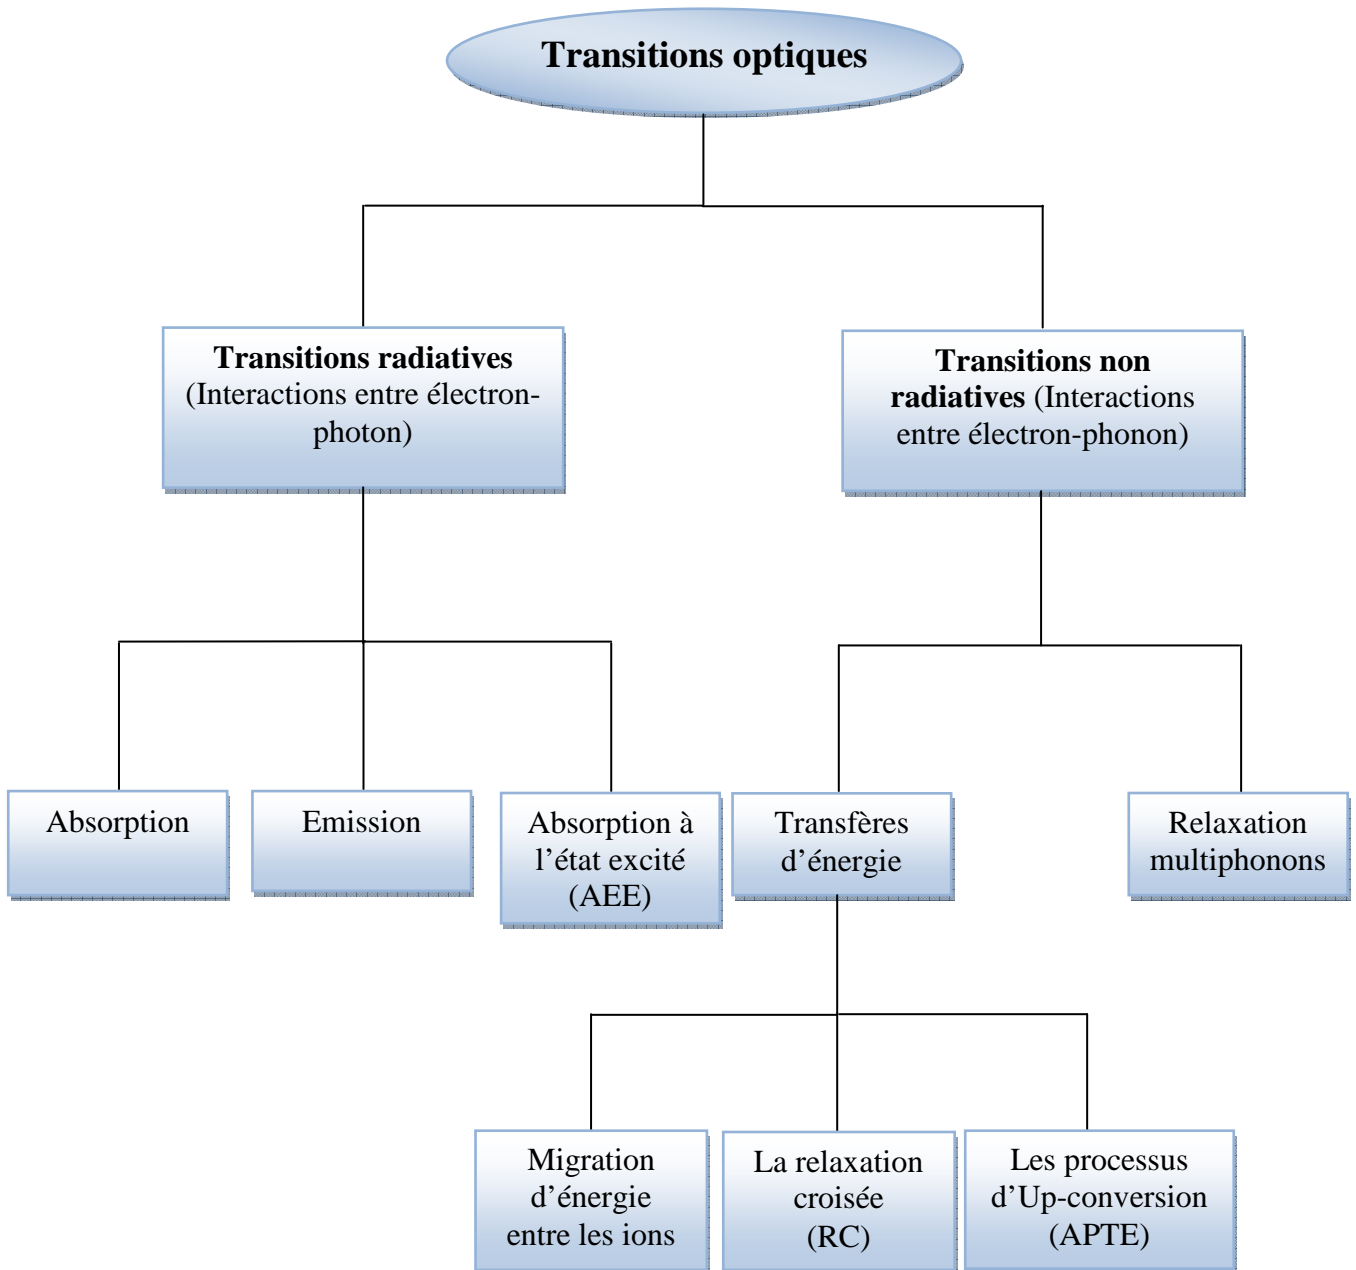 Transitions optiques
Transitions radiatives
(Interactions entre électron-
photon)
Transitions non
radiatives (Interactions
entre électron-phonon)
Absorption
Emission
Absorption à
l’état excité
(AEE)
Transfères
d’énergie
Relaxation
multiphonons
Migration
d’énergie
entre les ions
La relaxation
croisée
(RC)
Les processus
d’Up-conversion
(APTE)